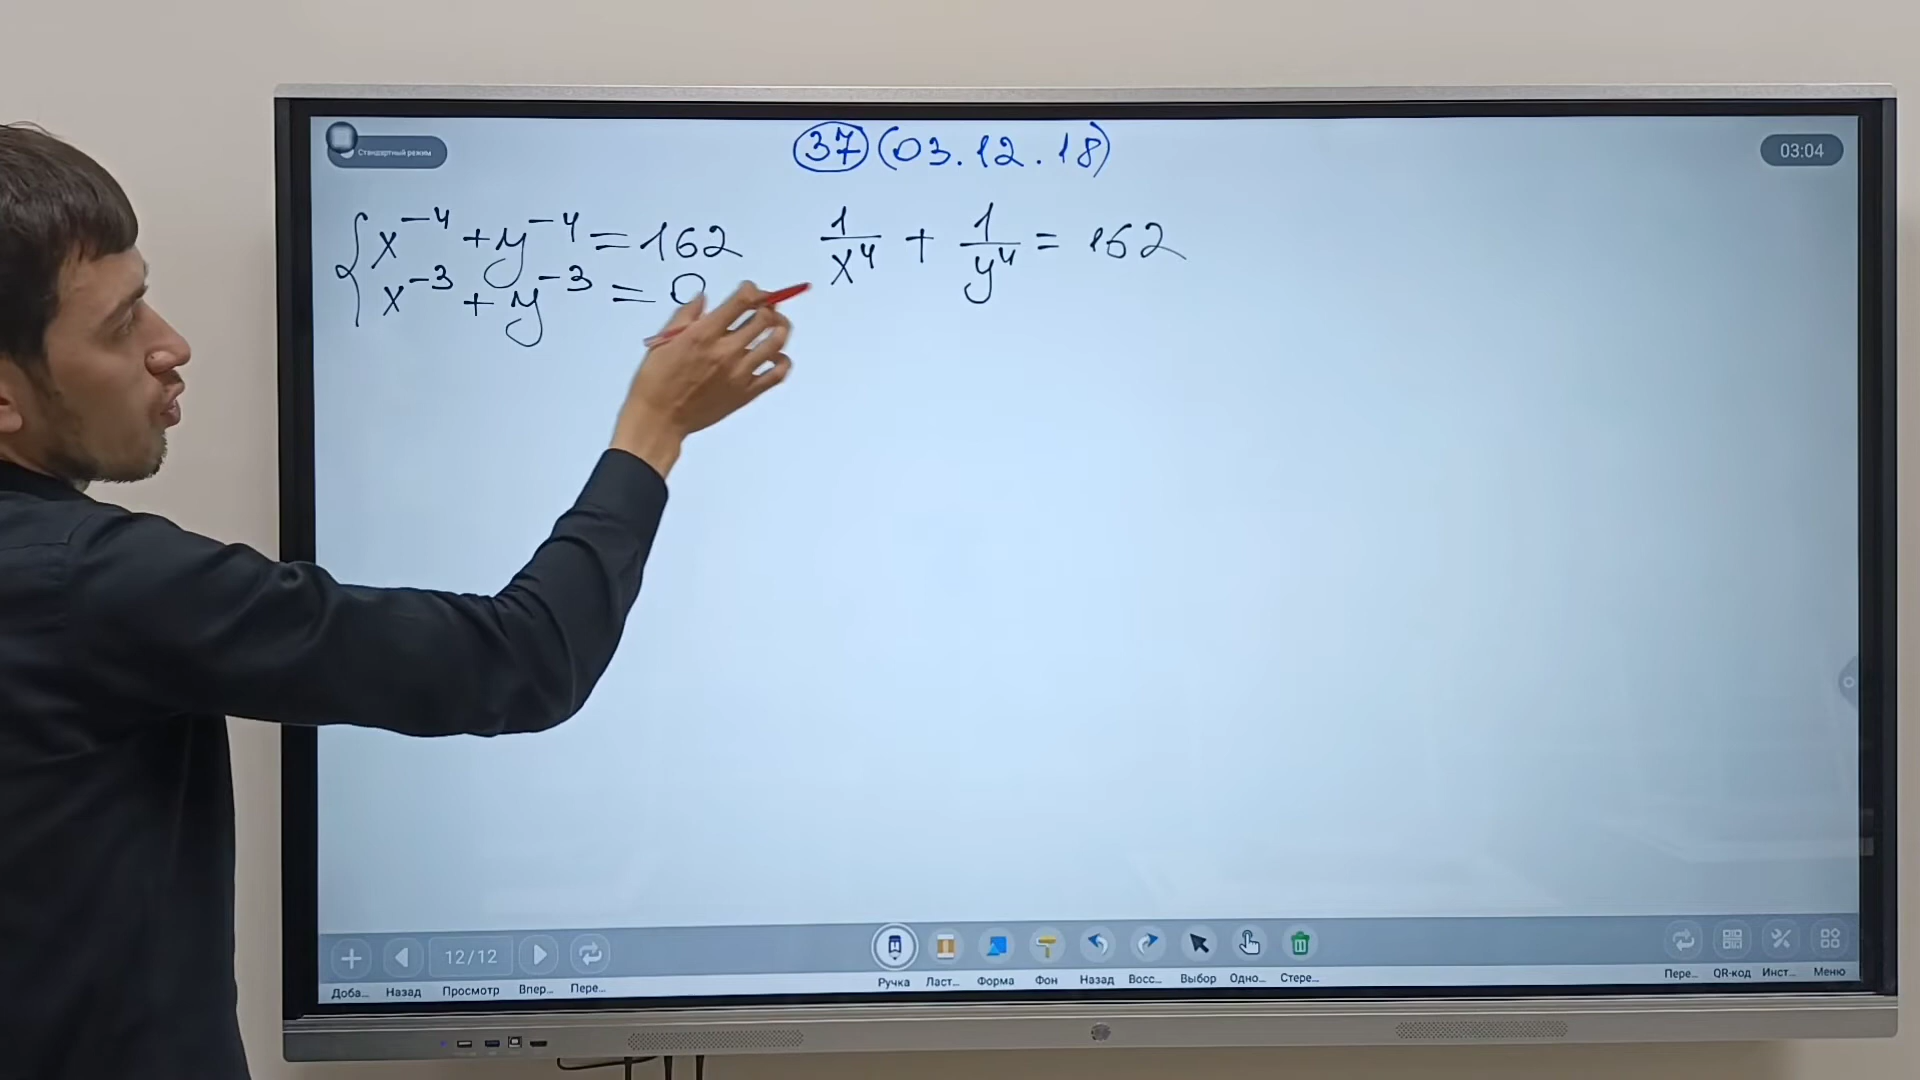 37 (03.12.18)
Стандартный режим
03:04
x⁻⁴ + y⁻⁴ = 162
1/x⁴ + 1/y⁴ = 162
x⁻³ + y⁻³ = 0
12/12
Доба... Назад Просмотр Впер... Пере... Ручка Ласт... Форма Фон Назад Восс... Выбор Одно... Стере... Пере... QR-код Инст... Меню